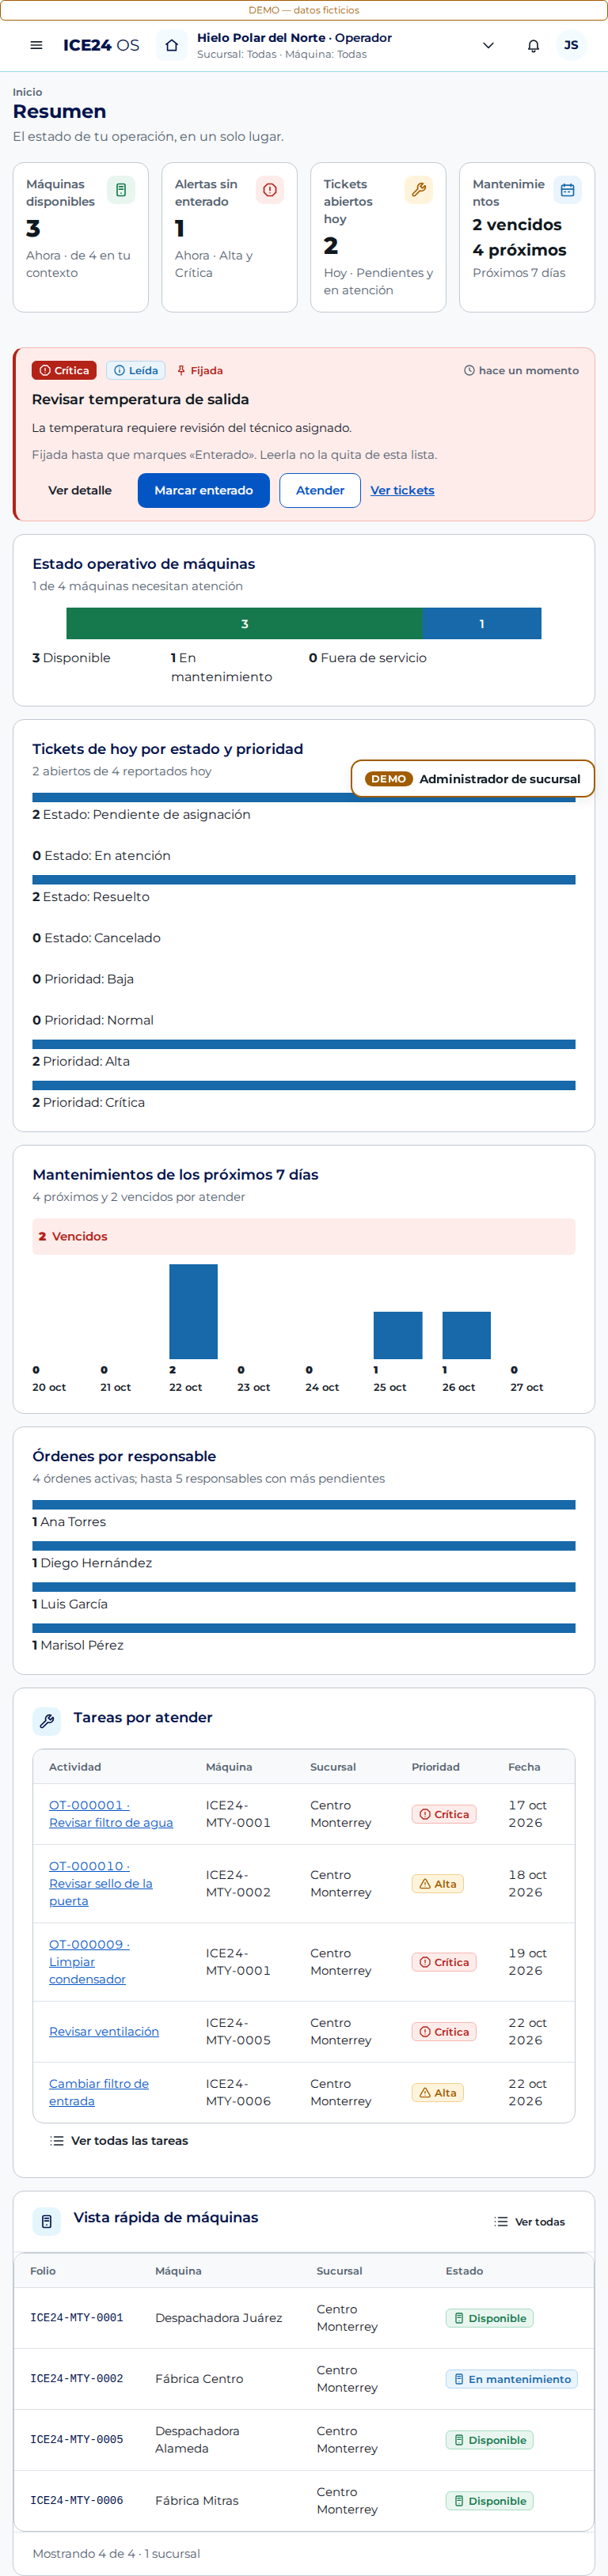 DEMO — datos ficticios
ICE24 OS
Hielo Polar del Norte · Operador
Sucursal: Todas · Máquina: Todas
JS
Inicio
Resumen
El estado de tu operación, en un solo lugar.
Máquinas
disponibles
3
Ahora · de 4 en tu
contexto
Alertas sin
enterado
1
Ahora · Alta y
Crítica
Tickets
abiertos
hoy
2
Hoy · Pendientes y
en atención
Mantenimie
ntos
2 vencidos
4 próximos
Próximos 7 días
Crítica
Leída
Fijada
hace un momento
Revisar temperatura de salida
La temperatura requiere revisión del técnico asignado.
Fijada hasta que marques «Enterado». Leerla no la quita de esta lista.
Ver detalle
Marcar enterado
Atender
Ver tickets
Estado operativo de máquinas
1 de 4 máquinas necesitan atención
3
1
3 Disponible
1 En
mantenimiento
0 Fuera de servicio
Tickets de hoy por estado y prioridad
2 abiertos de 4 reportados hoy
DEMO Administrador de sucursal
2 Estado: Pendiente de asignación
0 Estado: En atención
2 Estado: Resuelto
0 Estado: Cancelado
0 Prioridad: Baja
0 Prioridad: Normal
2 Prioridad: Alta
2 Prioridad: Crítica
Mantenimientos de los próximos 7 días
4 próximos y 2 vencidos por atender
2 Vencidos
0 0 2 0 0 1 1 0
20 oct 21 oct 22 oct 23 oct 24 oct 25 oct 26 oct 27 oct
Órdenes por responsable
4 órdenes activas; hasta 5 responsables con más pendientes
1 Ana Torres
1 Diego Hernández
1 Luis García
1 Marisol Pérez
Tareas por atender
Actividad Máquina Sucursal Prioridad Fecha
OT-000001 ·
Revisar filtro de agua
ICE24-
MTY-0001
Centro
Monterrey
Crítica
17 oct
2026
OT-000010 ·
Revisar sello de la
puerta
ICE24-
MTY-0002
Centro
Monterrey
Alta
18 oct
2026
OT-000009 ·
Limpiar
condensador
ICE24-
MTY-0001
Centro
Monterrey
Crítica
19 oct
2026
Revisar ventilación
ICE24-
MTY-0005
Centro
Monterrey
Crítica
22 oct
2026
Cambiar filtro de
entrada
ICE24-
MTY-0006
Centro
Monterrey
Alta
22 oct
2026
Ver todas las tareas
Vista rápida de máquinas
Ver todas
Folio Máquina Sucursal Estado
ICE24-MTY-0001
Despachadora Juárez
Centro
Monterrey
Disponible
ICE24-MTY-0002
Fábrica Centro
Centro
Monterrey
En mantenimiento
ICE24-MTY-0005
Despachadora
Alameda
Centro
Monterrey
Disponible
ICE24-MTY-0006
Fábrica Mitras
Centro
Monterrey
Disponible
Mostrando 4 de 4 · 1 sucursal